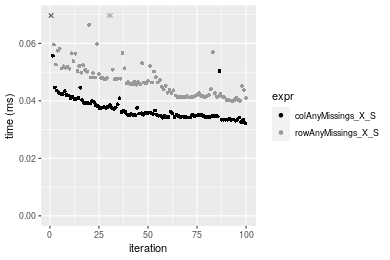 time (ms)
0.06
0.04
0.02
0.00
0
25
50
75
100
iteration
expr
colAnyMissings_X_S
rowAnyMissings_X_S